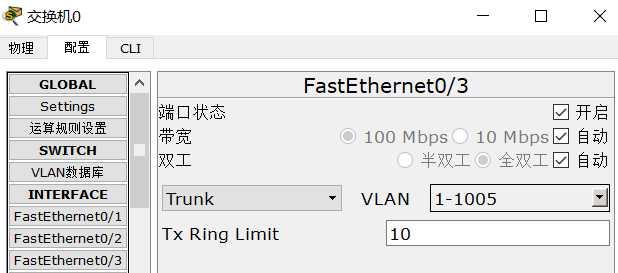 交换机0
物理 配置 CLI
GLOBAL
Settings
运算规则设置
SWITCH
VLAN数据库
INTERFACE
FastEthernet0/1
FastEthernet0/2
FastEthernet0/3
FastEthernet0/3
端口状态 开启
带宽 100 Mbps 10 Mbps 自动
双工 半双工 全双工 自动
Trunk VLAN 1-1005
Tx Ring Limit 10